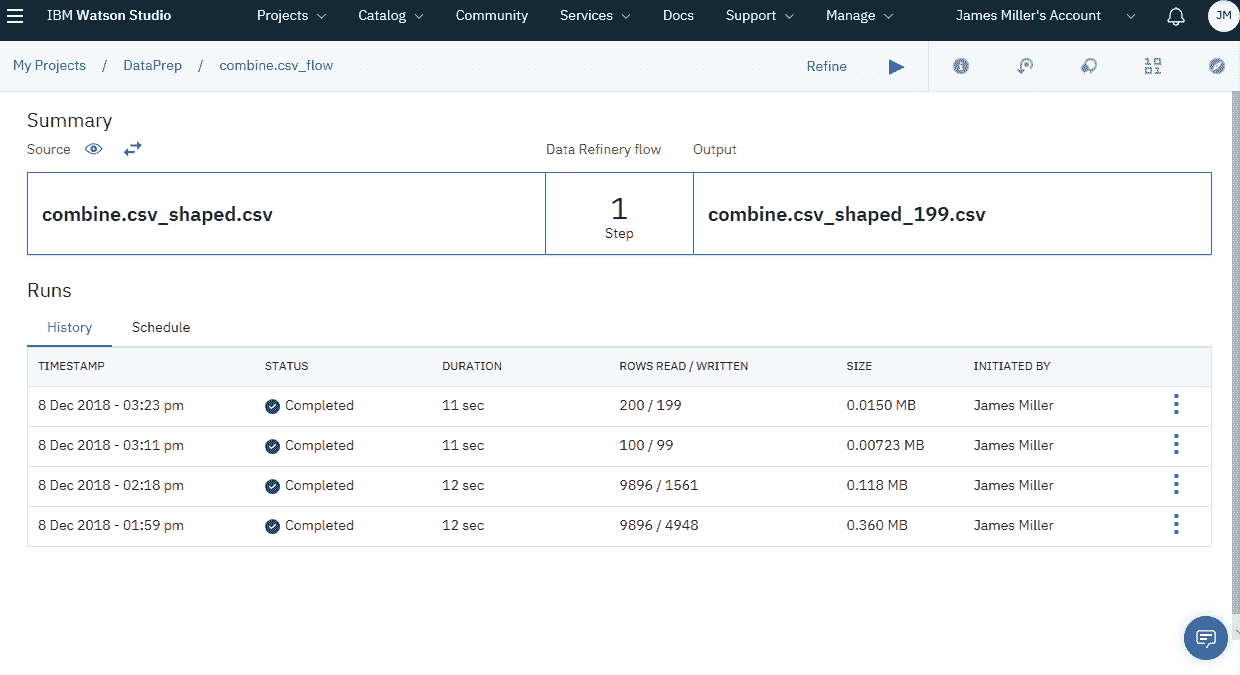 IBM Watson Studio Projects Catalog Community Services Docs Support Manage James Miller's Account JM
My Projects / DataPrep / combine.csv_flow Refine
Summary
Source Data Refinery flow Output
combine.csv_shaped.csv 1 Step combine.csv_shaped_199.csv
Runs
History Schedule
TIMESTAMP STATUS DURATION ROWS READ / WRITTEN SIZE INITIATED BY
8 Dec 2018 - 03:23 pm Completed 11 sec 200 / 199 0.0150 MB James Miller
8 Dec 2018 - 03:11 pm Completed 11 sec 100 / 99 0.00723 MB James Miller
8 Dec 2018 - 02:18 pm Completed 12 sec 9896 / 1561 0.118 MB James Miller
8 Dec 2018 - 01:59 pm Completed 12 sec 9896 / 4948 0.360 MB James Miller